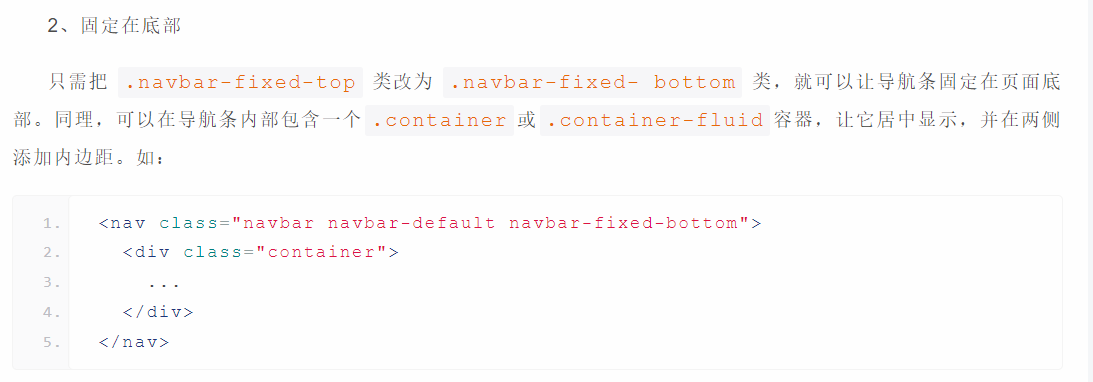 2、固定在底部
只需把 .navbar-fixed-top 类改为 .navbar-fixed- bottom 类，就可以让导航条固定在页面底
部。同理，可以在导航条内部包含一个 .container 或 .container-fluid 容器，让它居中显示，并在两侧
添加内边距。如：
1. <nav class="navbar navbar-default navbar-fixed-bottom">
2.   <div class="container">
3.     ...
4.   </div>
5. </nav>